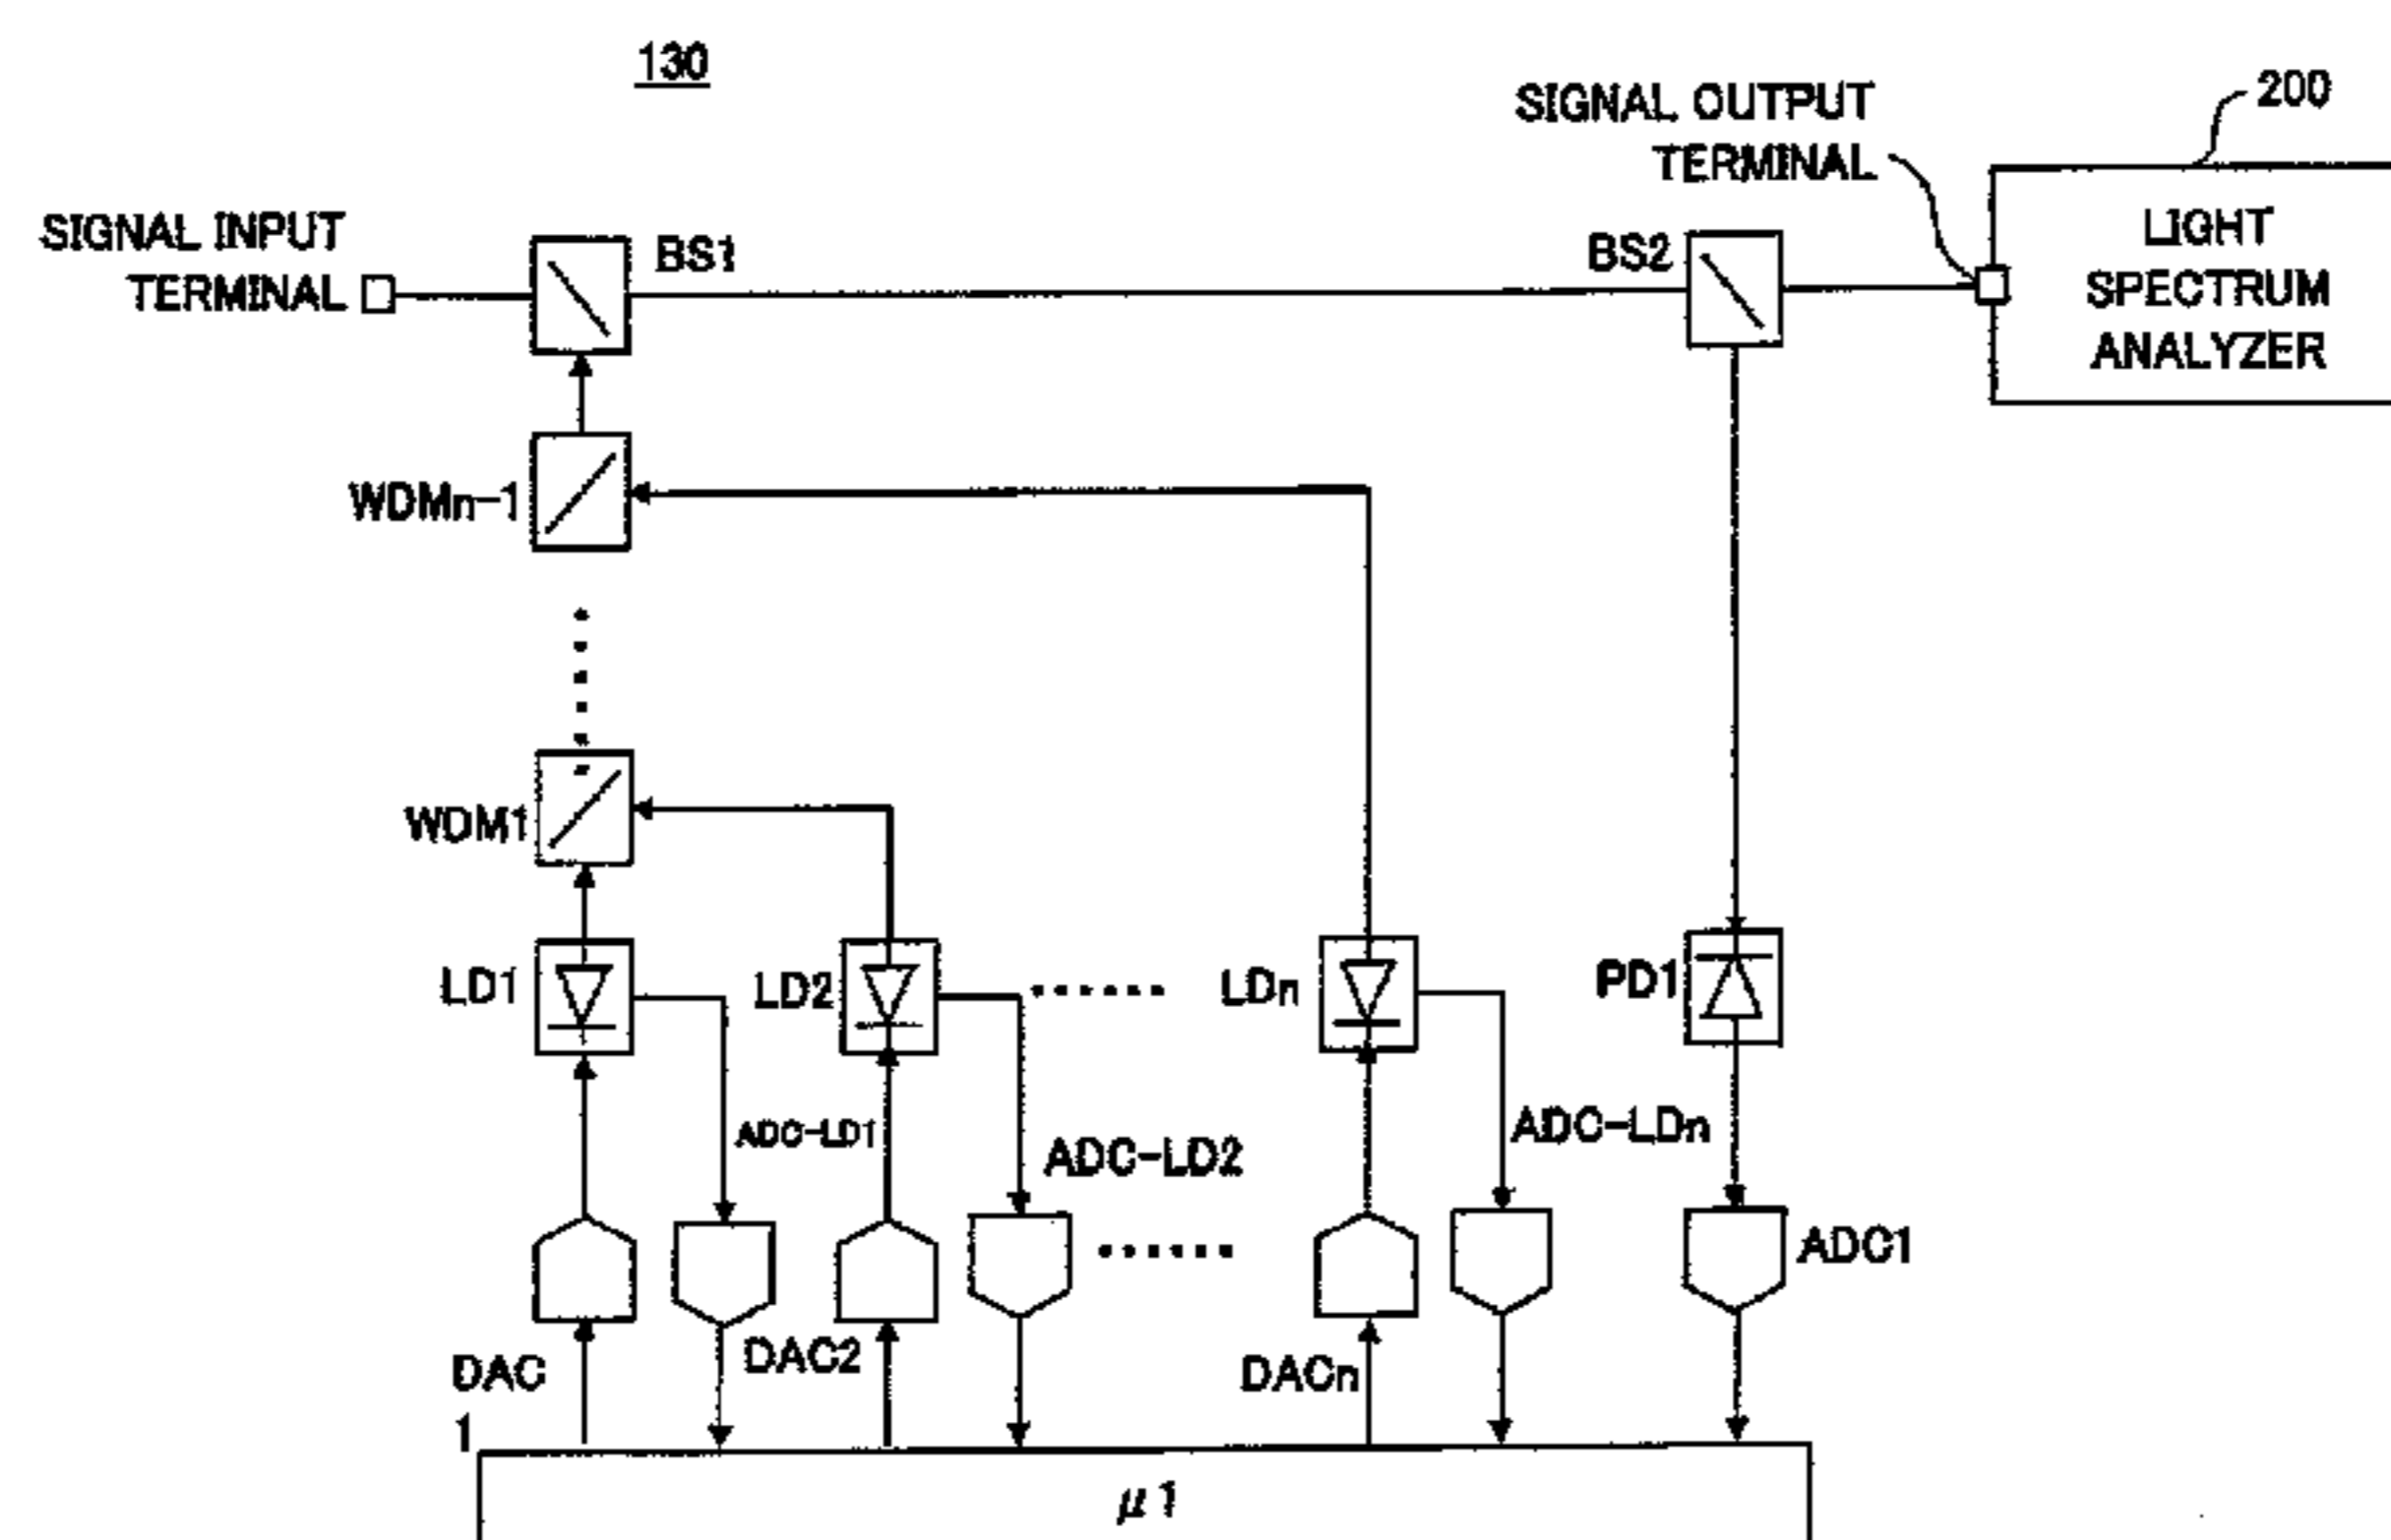 130
SIGNAL OUTPUT
TERMINAL
200
SIGNAL INPUT
TERMINAL
BS1
BS2
LIGHT
SPECTRUM
ANALYZER
WDMn-1
WDM1
LD1
LD2
LDn
PD1
ADC-LD1
ADC-LD2
ADC-LDn
ADC1
DAC
1
DAC2
DACn
μ1